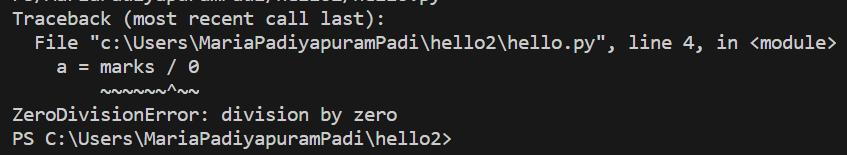 Traceback (most recent call last):
  File "c:\Users\MariaPadiyapuramPadi\hello2\hello.py", line 4, in <module>
    a = marks / 0
        ~~~~~~^~~
ZeroDivisionError: division by zero
PS C:\Users\MariaPadiyapuramPadi\hello2>